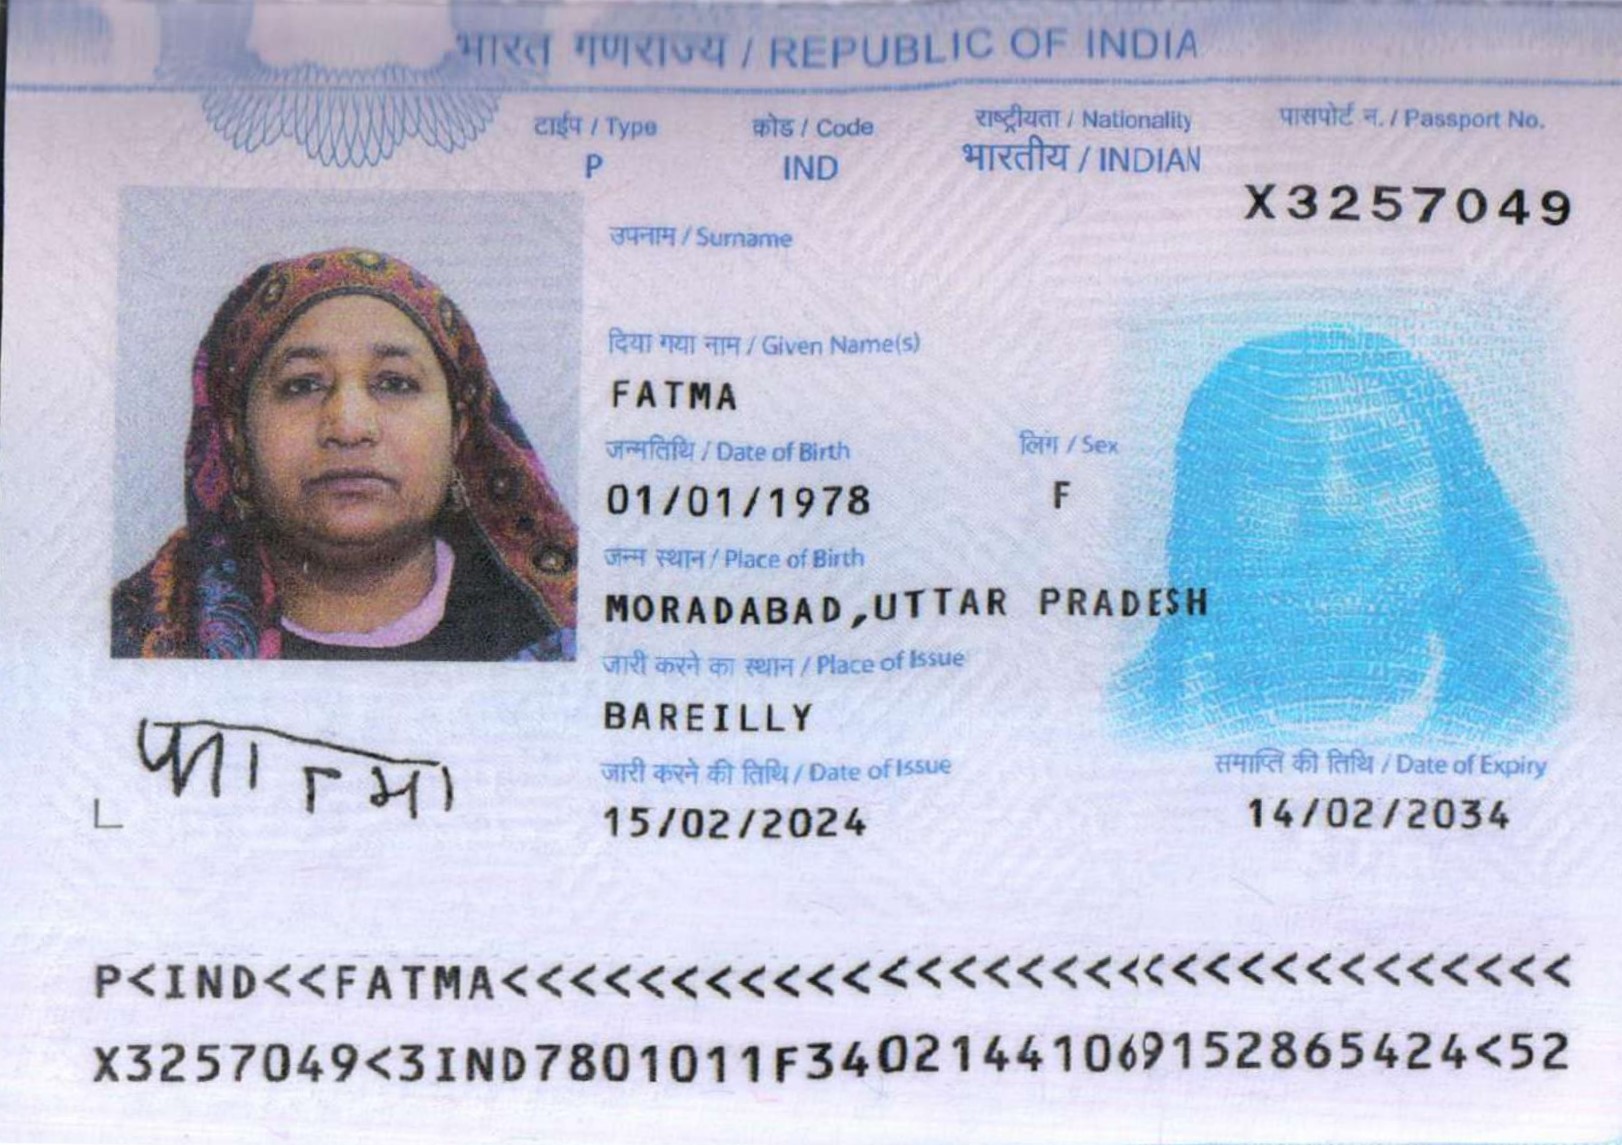 भारत गणराज्य / REPUBLIC OF INDIA
टाईप / Type कोड / Code राष्ट्रीयता / Nationality पासपोर्ट न. / Passport No.
P IND भारतीय / INDIAN X3257049
उपनाम / Surname
दिया गया नाम / Given Name(s)
FATMA
जन्मतिथि / Date of Birth लिंग / Sex
01/01/1978 F
जन्म स्थान / Place of Birth
MORADABAD,UTTAR PRADESH
जारी करने का स्थान / Place of Issue
BAREILLY
जारी करने की तिथि / Date of Issue समाप्ति की तिथि / Date of Expiry
15/02/2024 14/02/2034
फातमा
P<IND<<FATMA<<<<<<<<<<<<<<<<<<<<<<<<<<<<<<<<
X3257049<3IND7801011F34021441069152865424<52